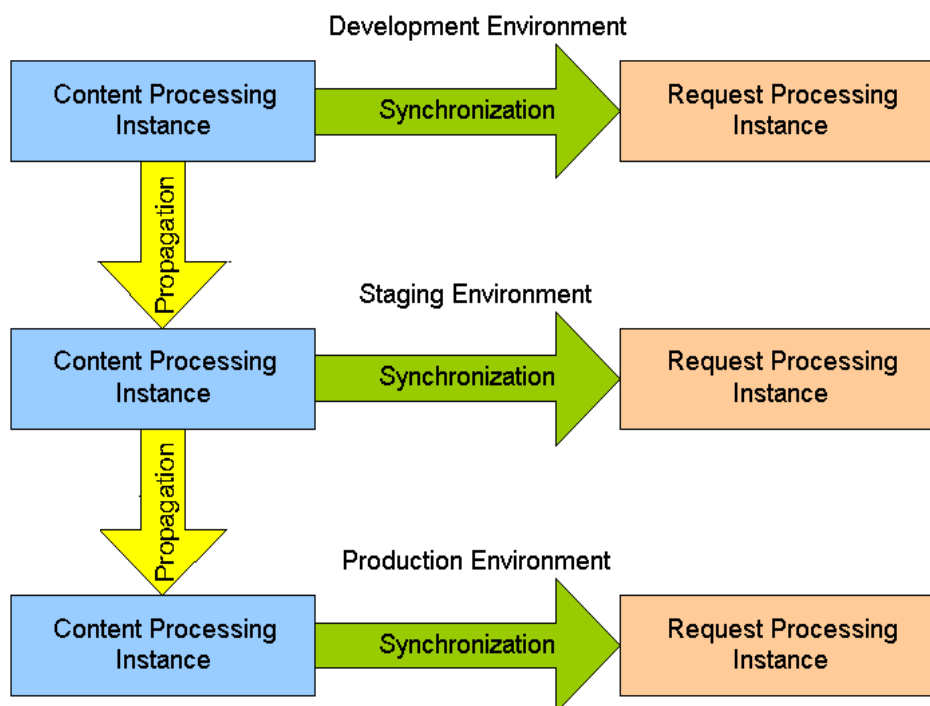 Development Environment
Content Processing
Instance
Synchronization
Request Processing
Instance
Propagation
Staging Environment
Content Processing
Instance
Synchronization
Request Processing
Instance
Propagation
Production Environment
Content Processing
Instance
Synchronization
Request Processing
Instance